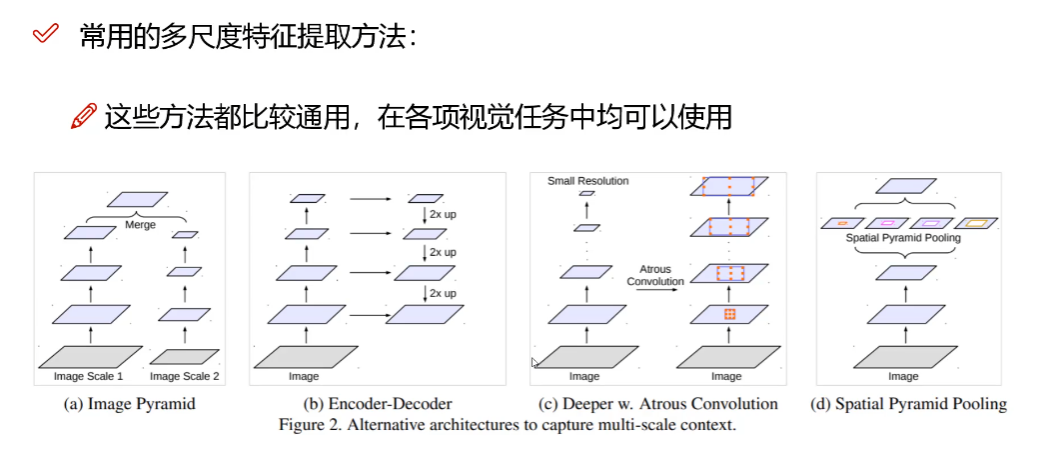 常用的多尺度特征提取方法：
这些方法都比较通用，在各项视觉任务中均可以使用
Merge
Image Scale 1
Image Scale 2
(a) Image Pyramid
2x up
2x up
2x up
Image
(b) Encoder-Decoder
Small Resolution
Atrous
Convolution
Image
Image
(c) Deeper w. Atrous Convolution
Spatial Pyramid Pooling
Image
(d) Spatial Pyramid Pooling
Figure 2. Alternative architectures to capture multi-scale context.